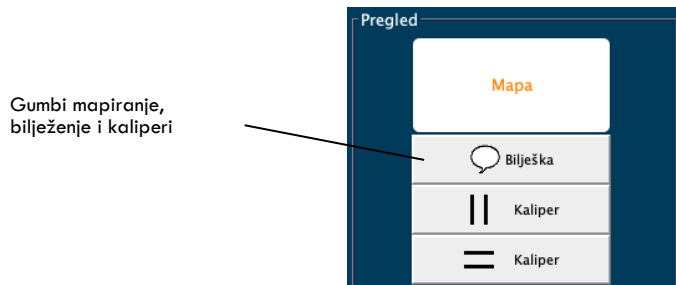 Pregled
Mapa
Gumbi mapiranje,
bilježenje i kaliperi
Bilješka
Kaliper
Kaliper